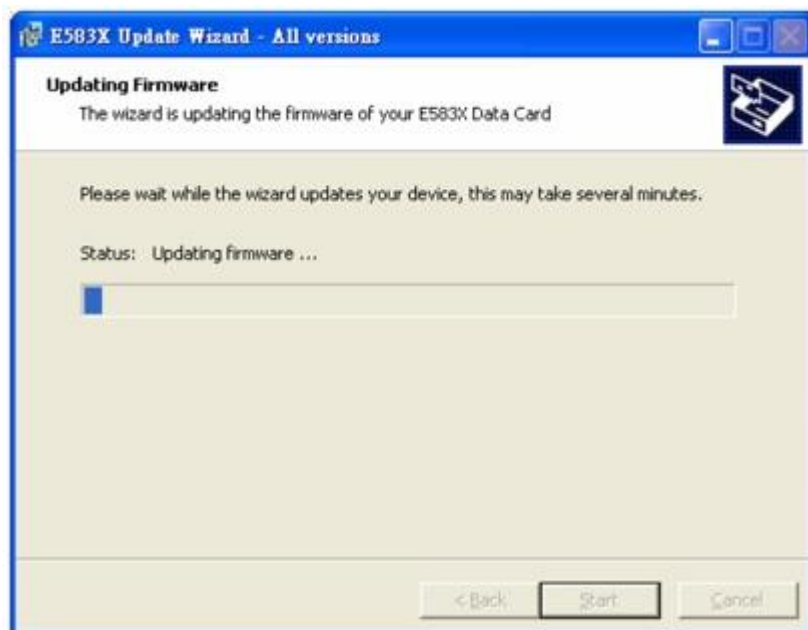 E583X Update Wizard - All versions
Updating Firmware
The wizard is updating the firmware of your E583X Data Card
Please wait while the wizard updates your device, this may take several minutes.
Status: Updating firmware ...
< Back Start Cancel